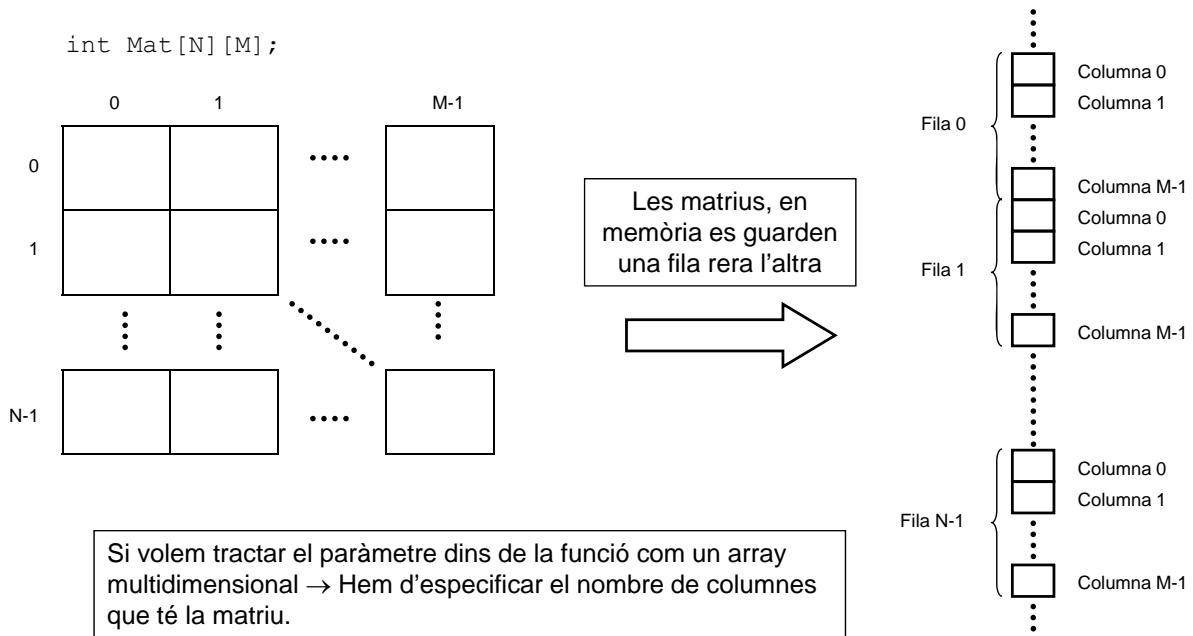 int Mat[N][M];
0 1 M-1
0
1
N-1
Les matrius, en
memòria es guarden
una fila rera l'altra
Fila 0
Columna 0
Columna 1
Columna M-1
Fila 1
Columna 0
Columna 1
Columna M-1
Fila N-1
Columna 0
Columna 1
Columna M-1
Si volem tractar el paràmetre dins de la funció com un array
multidimensional → Hem d'especificar el nombre de columnes
que té la matriu.